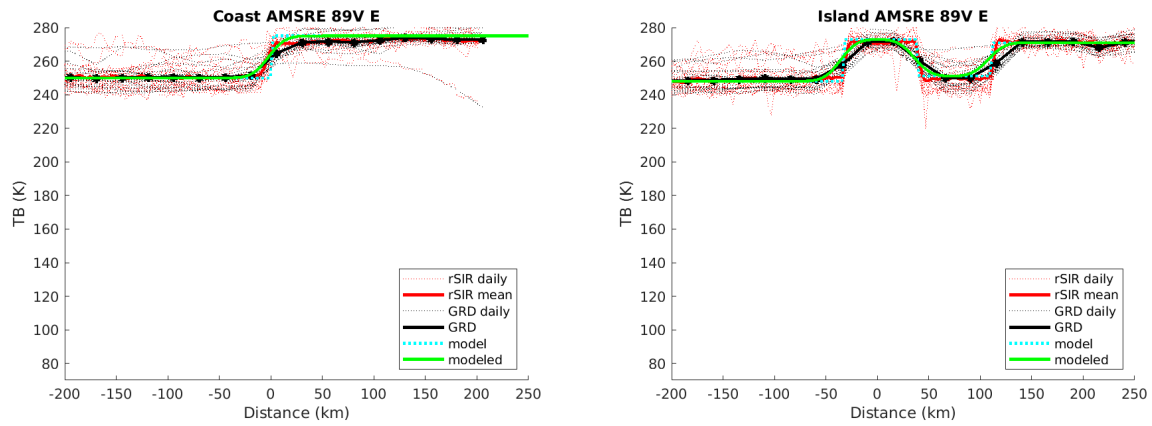 Coast AMSRE 89V E
280
260
240
220
200
180
160
140
120
100
80
TB (K)
-200 -150 -100 -50 0 50 100 150 200 250
Distance (km)
rSIR daily
rSIR mean
GRD daily
GRD
model
modeled
Island AMSRE 89V E
280
260
240
220
200
180
160
140
120
100
80
TB (K)
-200 -150 -100 -50 0 50 100 150 200 250
Distance (km)
rSIR daily
rSIR mean
GRD daily
GRD
model
modeled